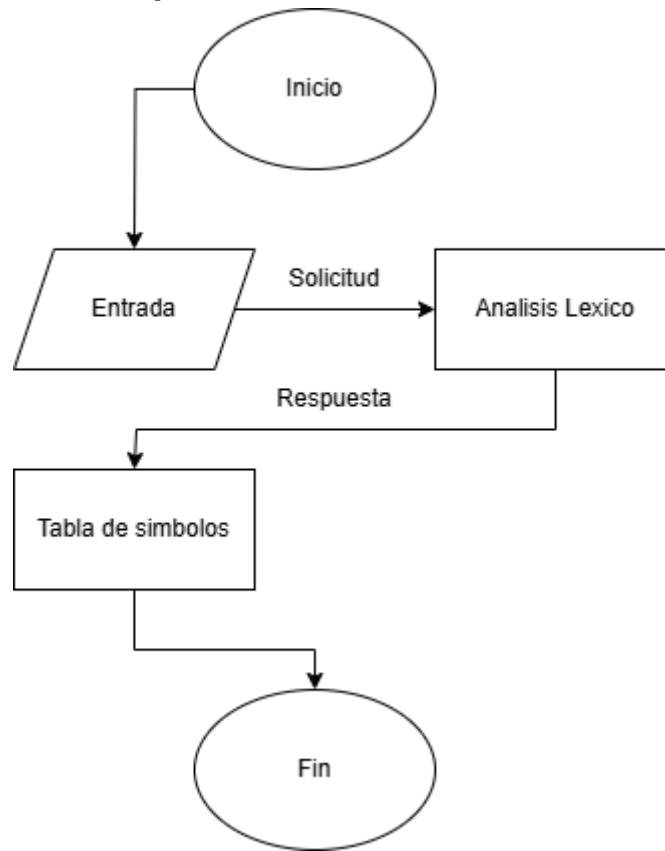 Inicio
Solicitud
Entrada
Analisis Lexico
Respuesta
Tabla de simbolos
Fin